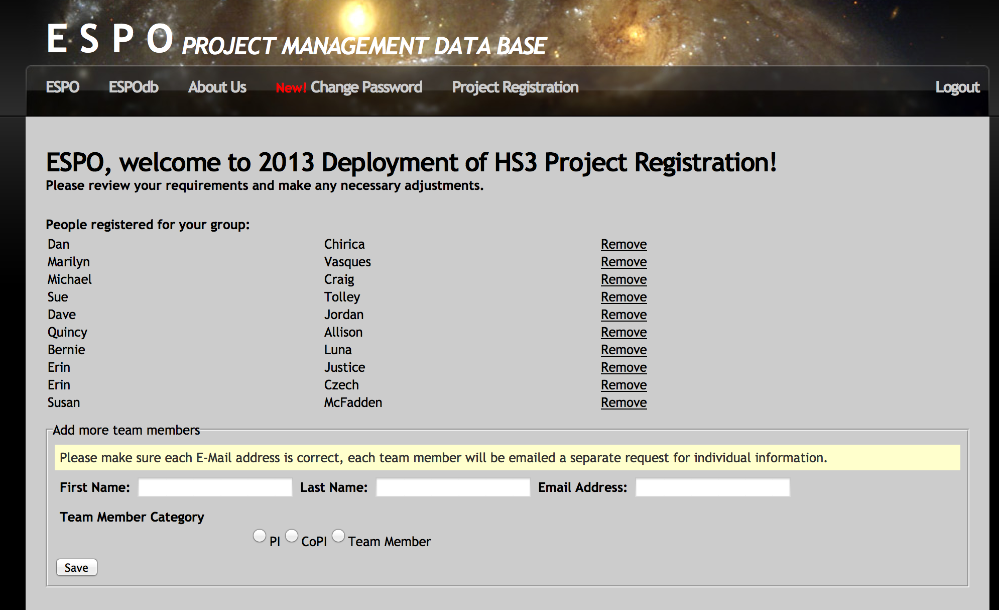 ESPO PROJECT MANAGEMENT DATA BASE
ESPO ESPOdb About Us New! Change Password Project Registration Logout
ESPO, welcome to 2013 Deployment of HS3 Project Registration!
Please review your requirements and make any necessary adjustments.
People registered for your group:
Dan Chirica Remove
Marilyn Vasques Remove
Michael Craig Remove
Sue Tolley Remove
Dave Jordan Remove
Quincy Allison Remove
Bernie Luna Remove
Erin Justice Remove
Erin Czech Remove
Susan McFadden Remove
Add more team members
Please make sure each E-Mail address is correct, each team member will be emailed a separate request for individual information.
First Name: Last Name: Email Address:
Team Member Category
PI CoPI Team Member
Save